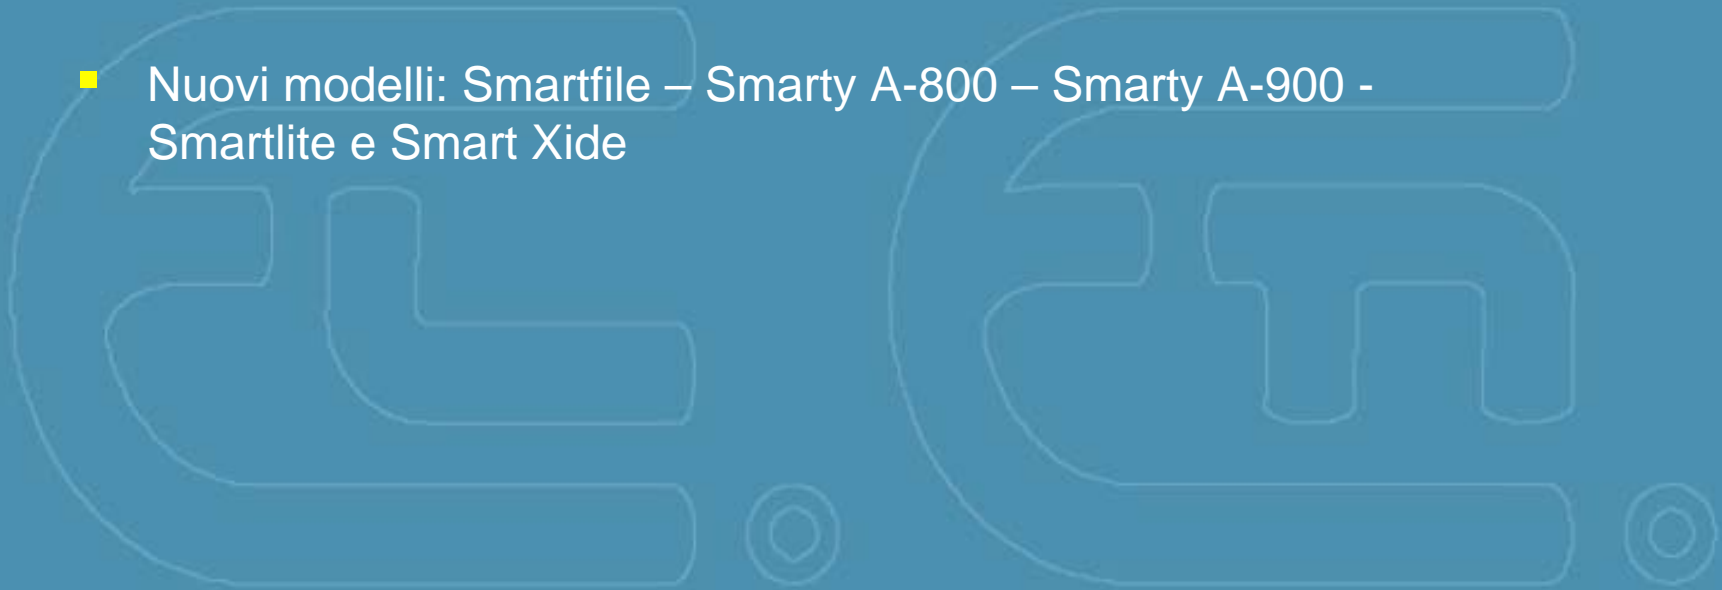 Nuovi modelli: Smartfile – Smarty A-800 – Smarty A-900 -
Smartlite e Smart Xide